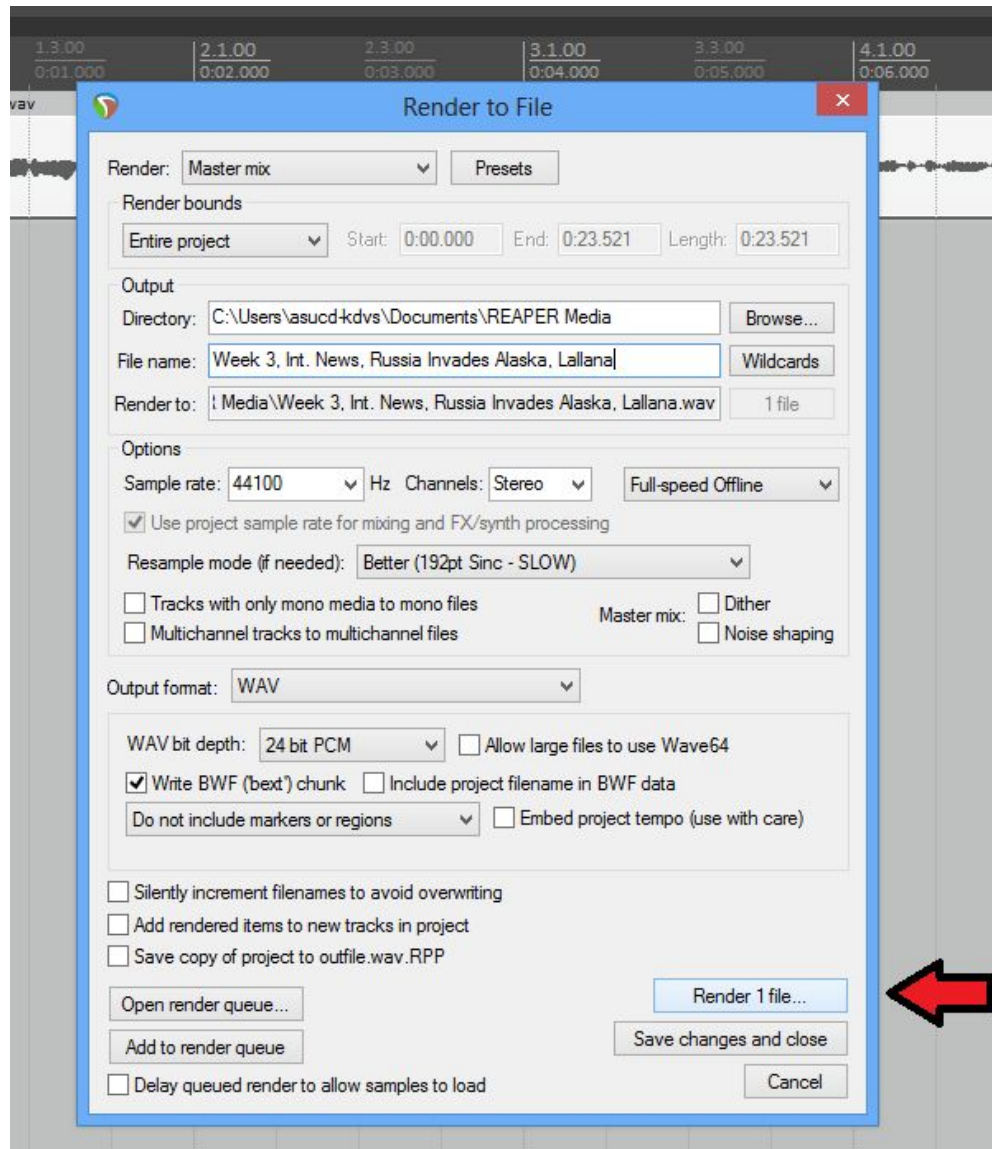 1.3.00 2.1.00 2.3.00 3.1.00 3.3.00 4.1.00
0:01.000 0:02.000 0:03.000 0:04.000 0:05.000 0:06.000
wav
Render to File
Render: Master mix Presets
Render bounds
Entire project Start: 0:00.000 End: 0:23.521 Length: 0:23.521
Output
Directory: C:\Users\asucd-kdvs\Documents\REAPER Media Browse...
File name: Week 3, Int. News, Russia Invades Alaska, Lallana Wildcards
Render to: Media\Week 3, Int. News, Russia Invades Alaska, Lallana.wav 1 file
Options
Sample rate: 44100 Hz Channels: Stereo Full-speed Offline
Use project sample rate for mixing and FX/synth processing
Resample mode (if needed): Better (192pt Sinc - SLOW)
Tracks with only mono media to mono files Master mix: Dither
Multichannel tracks to multichannel files Noise shaping
Output format: WAV
WAV bit depth: 24 bit PCM Allow large files to use Wave64
Write BWF ('bext') chunk Include project filename in BWF data
Do not include markers or regions Embed project tempo (use with care)
Silently increment filenames to avoid overwriting
Add rendered items to new tracks in project
Save copy of project to outfile.wav.RPP
Open render queue... Render 1 file...
Add to render queue Save changes and close
Delay queued render to allow samples to load Cancel